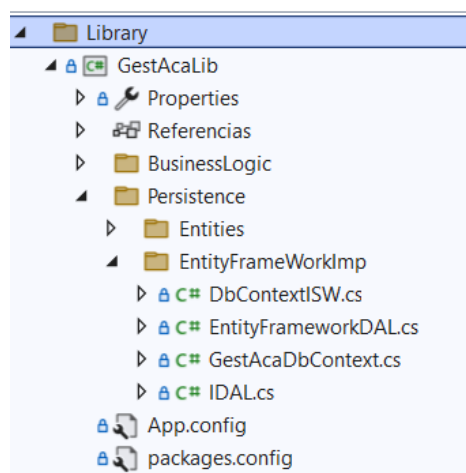 Library
C# GestAcaLib
Properties
Referencias
BusinessLogic
Persistence
Entities
EntityFrameWorkImp
C# DbContextISW.cs
C# EntityFrameworkDAL.cs
C# GestAcaDbContext.cs
C# IDAL.cs
App.config
packages.config